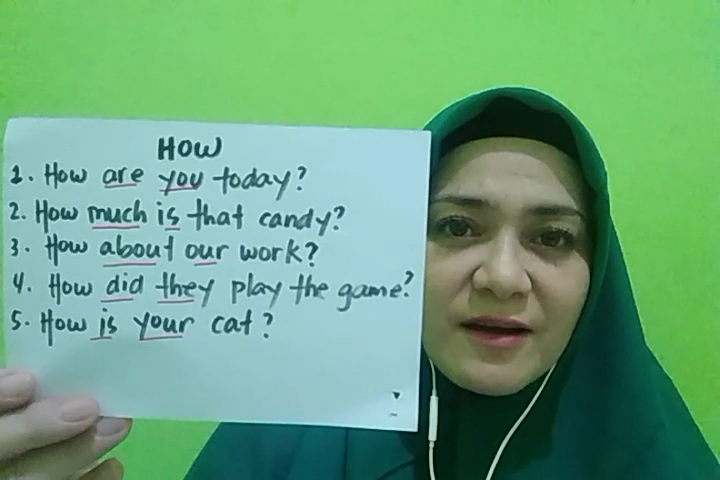 HOW
1. How are you today?
2. How much is that candy?
3. How about our work?
4. How did they play the game?
5. How is your cat?